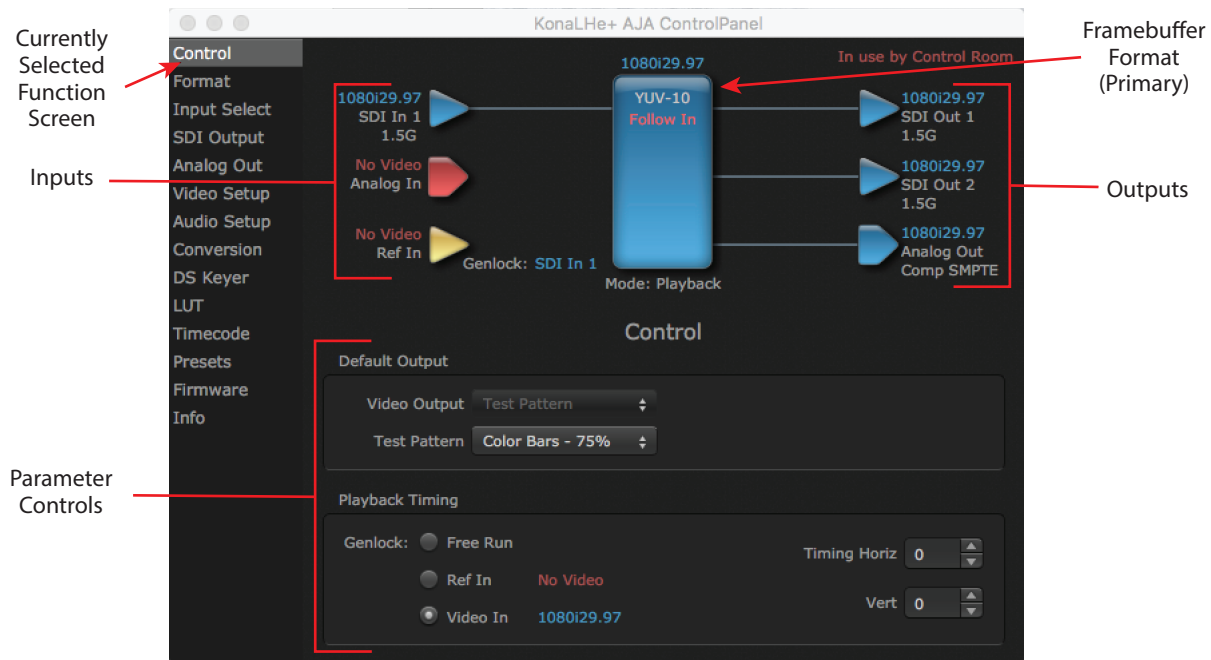 KonaLHe+ AJA ControlPanel
Currently
Selected
Function
Screen
Inputs
Parameter
Controls
Control
Format
Input Select
SDI Output
Analog Out
Video Setup
Audio Setup
Conversion
DS Keyer
LUT
Timecode
Presets
Firmware
Info
In use by Control Room
Framebuffer
Format
(Primary)
Outputs
1080i29.97
SDI In 1
1.5G
No Video
Analog In
No Video
Ref In
Genlock: SDI In 1
1080i29.97
YUV-10
Follow In
Mode: Playback
1080i29.97
SDI Out 1
1.5G
1080i29.97
SDI Out 2
1.5G
1080i29.97
Analog Out
Comp SMPTE
Control
Default Output
Video Output Test Pattern
Test Pattern Color Bars - 75%
Playback Timing
Genlock: Free Run
Ref In No Video
Video In 1080i29.97
Timing Horiz 0
Vert 0